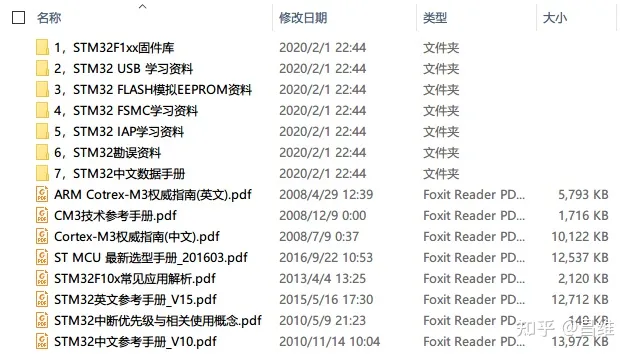 名称 修改日期 类型 大小
1，STM32F1xx固件库 2020/2/1 22:44 文件夹
2，STM32 USB 学习资料 2020/2/1 22:44 文件夹
3，STM32 FLASH模拟EEPROM资料 2020/2/1 22:44 文件夹
4，STM32 FSMC学习资料 2020/2/1 22:44 文件夹
5，STM32 IAP学习资料 2020/2/1 22:44 文件夹
6，STM32勘误资料 2020/2/1 22:44 文件夹
7，STM32中文数据手册 2020/2/1 22:44 文件夹
ARM Cotrex-M3权威指南(英文).pdf 2008/4/29 12:39 Foxit Reader PD... 5,793 KB
CM3技术参考手册.pdf 2008/12/9 0:00 Foxit Reader PD... 1,716 KB
Cortex-M3权威指南(中文).pdf 2008/7/9 0:37 Foxit Reader PD... 10,122 KB
ST MCU 最新选型手册_201603.pdf 2016/9/22 10:53 Foxit Reader PD... 12,537 KB
STM32F10x常见应用解析.pdf 2013/4/4 13:25 Foxit Reader PD... 2,120 KB
STM32英文参考手册_V15.pdf 2015/5/16 17:30 Foxit Reader PD... 12,712 KB
STM32中断优先级与相关使用概念.pdf 2010/5/9 21:23 Foxit Reader PD... 148 KB
STM32中文参考手册_V10.pdf 2010/11/14 10:04 Foxit Reader PD... 13,972 KB
知乎